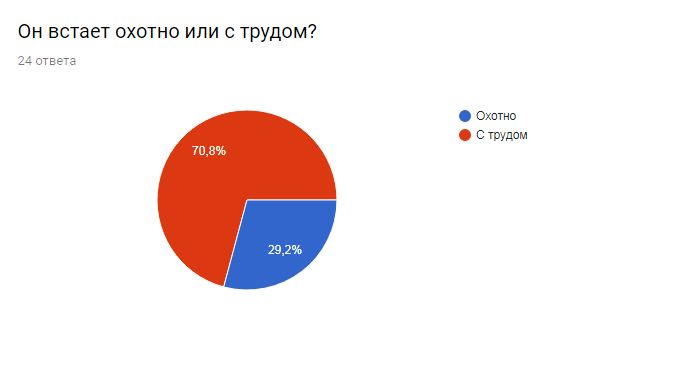 Он встает охотно или с трудом?
24 ответа
Охотно
С трудом
70,8%
29,2%